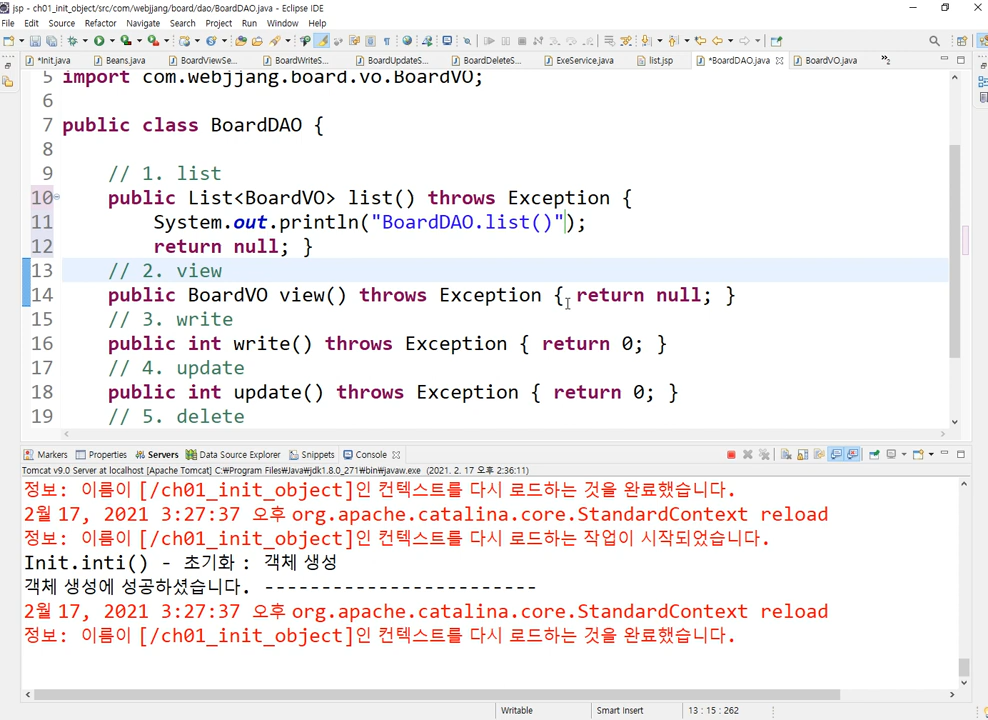 jsp - ch01_init_object/src/com/webjjang/board/dao/BoardDAO.java - Eclipse IDE
File Edit Source Refactor Navigate Search Project Run Window Help
*Init.java Beans.java BoardViewSe... BoardWriteS... BoardUpdateS... BoardDeleteS... ExeService.java list.jsp *BoardDAO.java BoardVO.java »2
5 import com.webjjang.board.vo.BoardVO;
6
7 public class BoardDAO {
8
9 // 1. list
10 public List<BoardVO> list() throws Exception {
11 System.out.println("BoardDAO.list()");
12 return null; }
13 // 2. view
14 public BoardVO view() throws Exception { return null; }
15 // 3. write
16 public int write() throws Exception { return 0; }
17 // 4. update
18 public int update() throws Exception { return 0; }
19 // 5. delete
Markers Properties Servers Data Source Explorer Snippets Console
Tomcat v9.0 Server at localhost [Apache Tomcat] C:₩Program Files₩Java₩jdk1.8.0_271₩bin₩javaw.exe (2021. 2. 17 오후 2:36:11)
정보: 이름이 [/ch01_init_object]인 컨텍스트를 다시 로드하는 것을 완료했습니다.
2월 17, 2021 3:27:37 오후 org.apache.catalina.core.StandardContext reload
정보: 이름이 [/ch01_init_object]인 컨텍스트를 다시 로드하는 작업이 시작되었습니다.
Init.inti() - 초기화 : 객체 생성
객체 생성에 성공하셨습니다. ------------------------
2월 17, 2021 3:27:37 오후 org.apache.catalina.core.StandardContext reload
정보: 이름이 [/ch01_init_object]인 컨텍스트를 다시 로드하는 것을 완료했습니다.
Writable Smart Insert 13 : 15 : 262